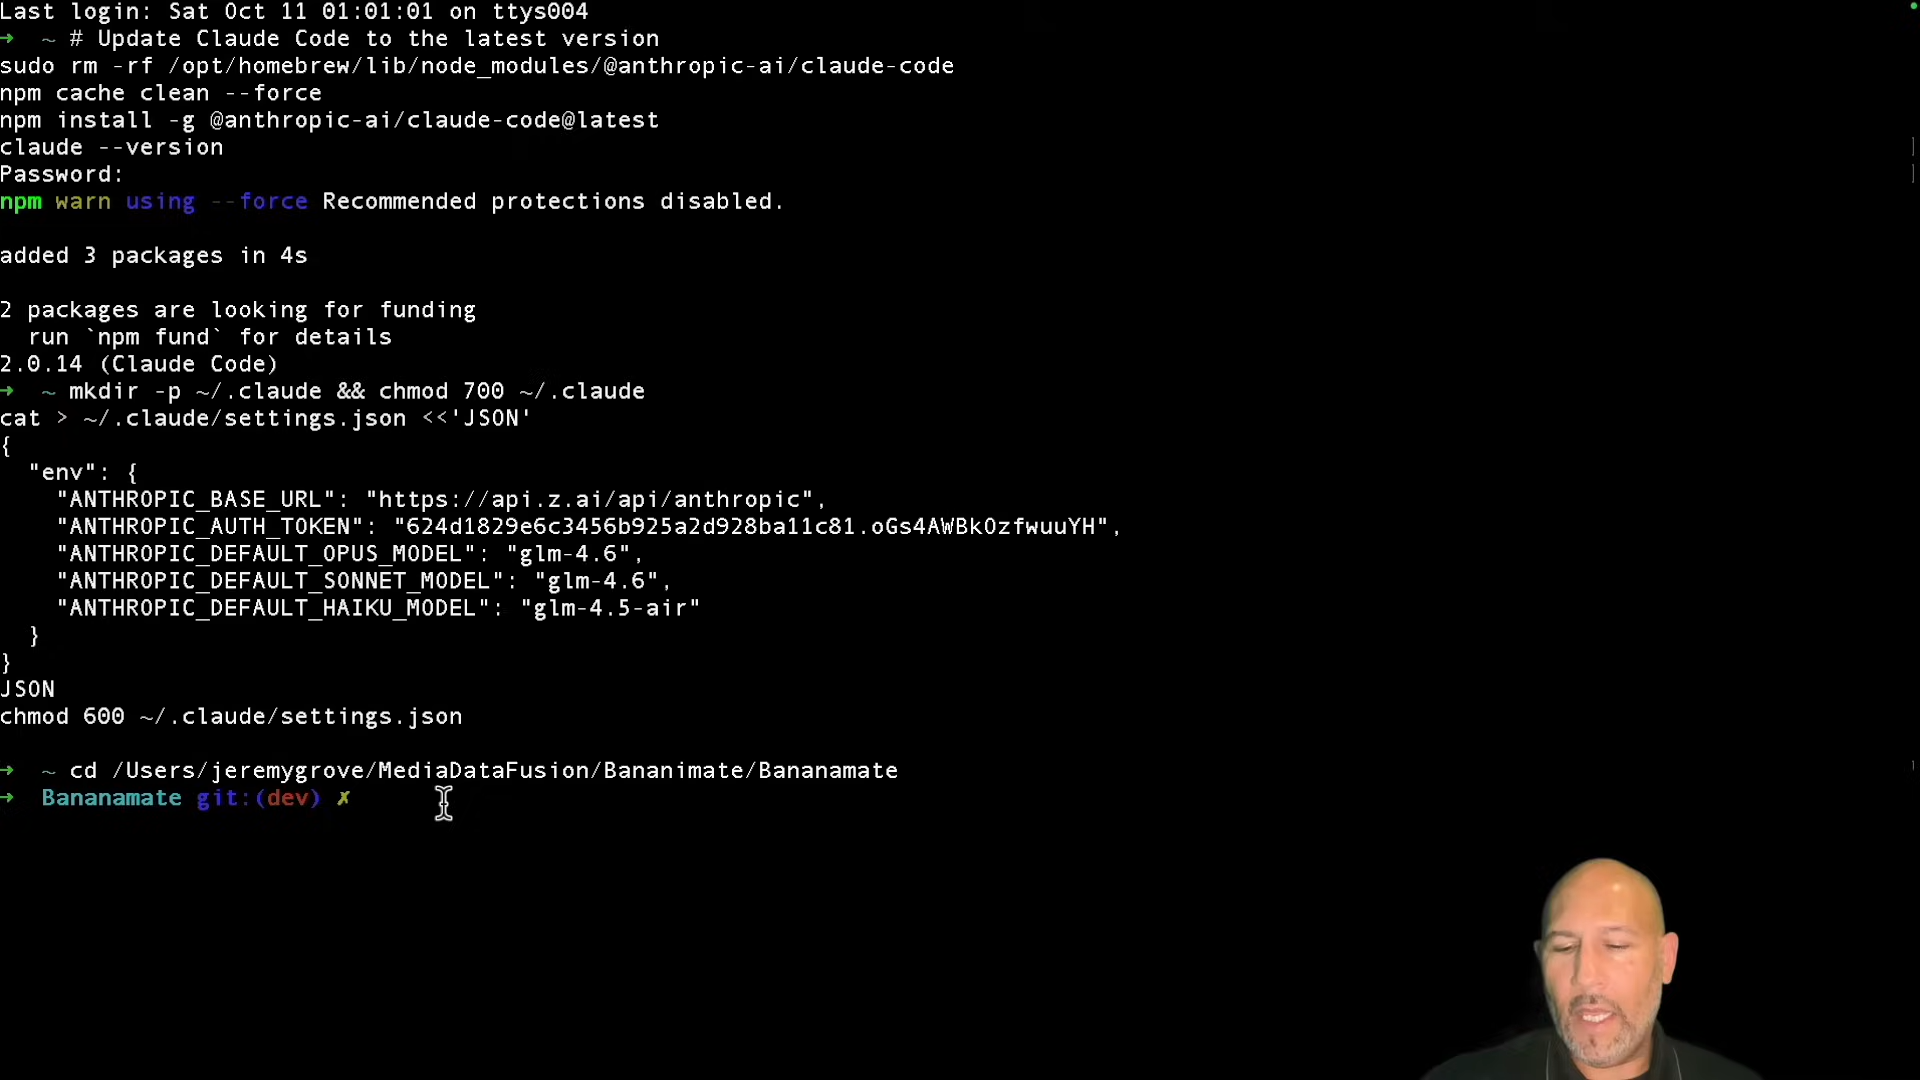 Last login: Sat Oct 11 01:01:01 on ttys004
→ ~ # Update Claude Code to the latest version
sudo rm -rf /opt/homebrew/lib/node_modules/@anthropic-ai/claude-code
npm cache clean --force
npm install -g @anthropic-ai/claude-code@latest
claude --version
Password:
npm warn using --force Recommended protections disabled.
added 3 packages in 4s
2 packages are looking for funding
run `npm fund` for details
2.0.14 (Claude Code)
→ ~ mkdir -p ~/.claude && chmod 700 ~/.claude
cat > ~/.claude/settings.json <<'JSON'
{
"env": {
"ANTHROPIC_BASE_URL": "https://api.z.ai/api/anthropic",
"ANTHROPIC_AUTH_TOKEN": "624d1829e6c3456b925a2d928ba11c81.oGs4AWBkOzfwuuYH",
"ANTHROPIC_DEFAULT_OPUS_MODEL": "glm-4.6",
"ANTHROPIC_DEFAULT_SONNET_MODEL": "glm-4.6",
"ANTHROPIC_DEFAULT_HAIKU_MODEL": "glm-4.5-air"
}
}
JSON
chmod 600 ~/.claude/settings.json
→ ~ cd /Users/jeremygrove/MediaDataFusion/Bananimate/Bananamate
→ Bananamate git:(dev) ✗